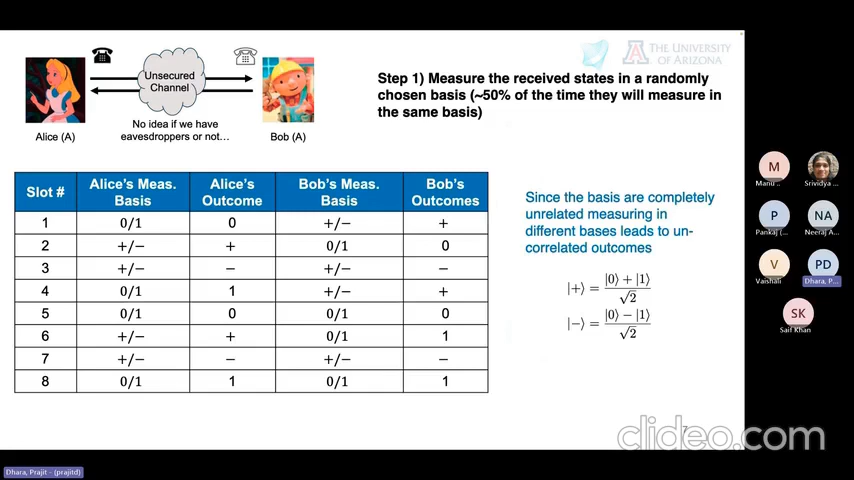 THE UNIVERSITY
OF ARIZONA
Unsecured
Channel
Alice (A)
No idea if we have
eavesdroppers or not…
Bob (A)
Step 1) Measure the received states in a randomly
chosen basis (~50% of the time they will measure in
the same basis)
Slot # Alice's Meas. Basis Alice's Outcome Bob's Meas. Basis Bob's Outcomes
1 0/1 0 +/− +
2 +/− + 0/1 0
3 +/− − +/− −
4 0/1 1 +/− +
5 0/1 0 0/1 0
6 +/− + 0/1 1
7 +/− − +/− −
8 0/1 1 0/1 1
Since the basis are completely
unrelated measuring in
different bases leads to un-
correlated outcomes
|+⟩ = |0⟩ + |1⟩ / √2
|−⟩ = |0⟩ − |1⟩ / √2
7
M
Manu ..
Srividya ...
P
Pankaj (...
NA
Neeraj A...
V
Vaishali
PD
Dhara, P...
SK
Saif Khan
clideo.com
Dhara, Prajit - (prajitd)